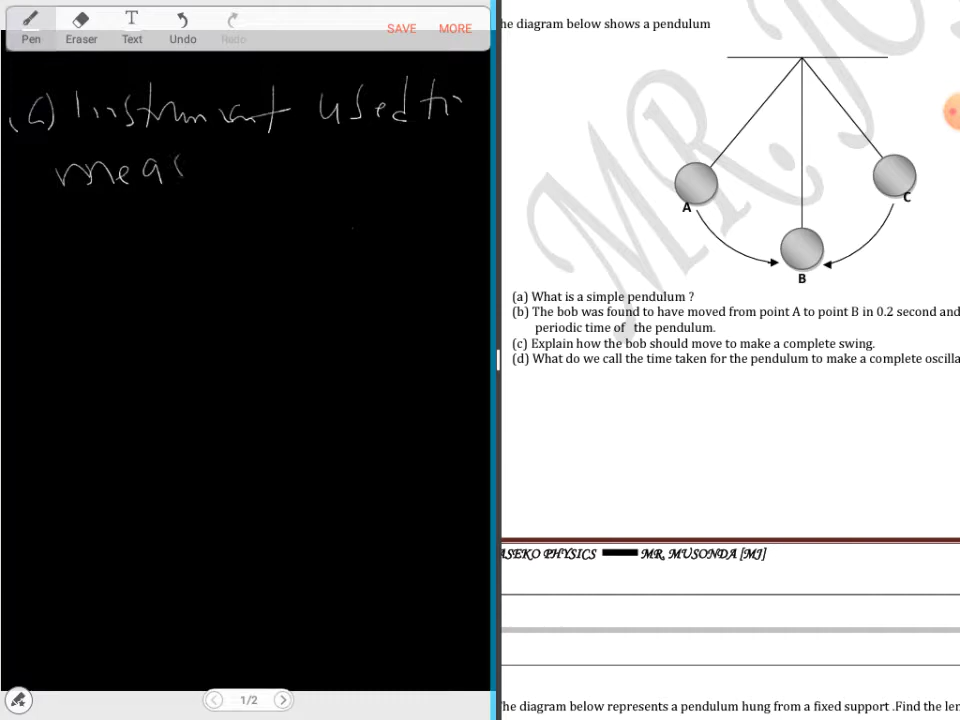 Pen
Eraser
Text
Undo
Redo
SAVE
MORE
a) Instrument used to
meas
1/2
he diagram below shows a pendulum
MR. JO
A
B
C
(a) What is a simple pendulum ?
(b) The bob was found to have moved from point A to point B in 0.2 second and
periodic time of the pendulum.
(c) Explain how the bob should move to make a complete swing.
(d) What do we call the time taken for the pendulum to make a complete oscilla
ASEKO PHYSICS MR, MUSONDA [MJ]
he diagram below represents a pendulum hung from a fixed support .Find the len